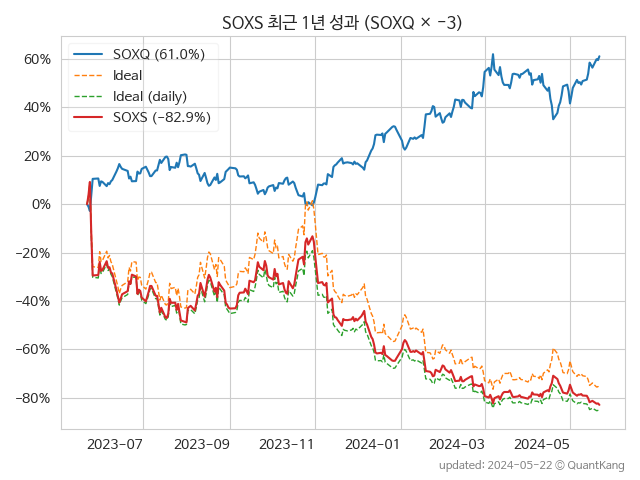 SOXS 최근 1년 성과 (SOXQ × −3)
SOXQ (61.0%)
Ideal
Ideal (daily)
SOXS (−82.9%)
60%
40%
20%
0%
−20%
−40%
−60%
−80%
2023-07
2023-09
2023-11
2024-01
2024-03
2024-05
updated: 2024-05-22 © QuantKang